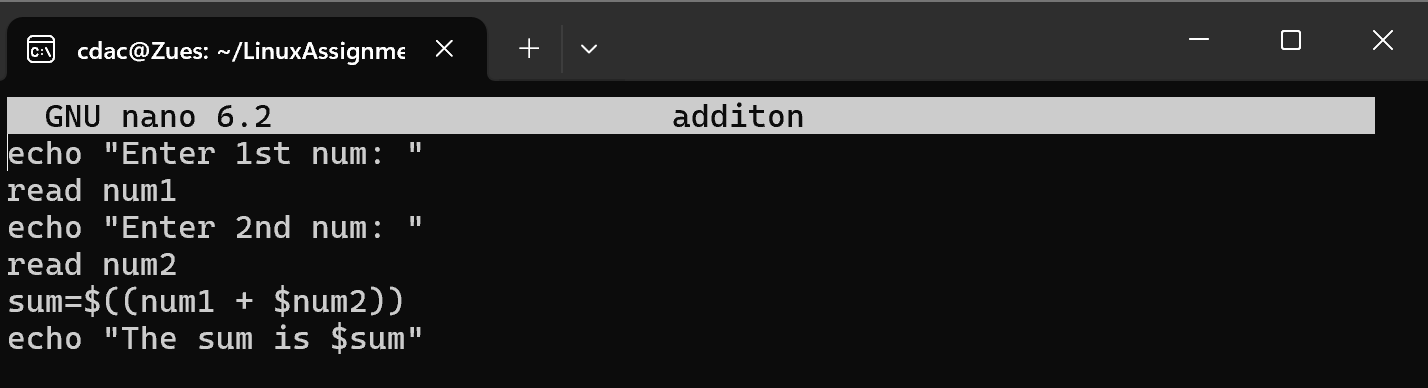 cdac@Zues: ~/LinuxAssignme
GNU nano 6.2 additon
echo "Enter 1st num: "
read num1
echo "Enter 2nd num: "
read num2
sum=$((num1 + $num2))
echo "The sum is $sum"